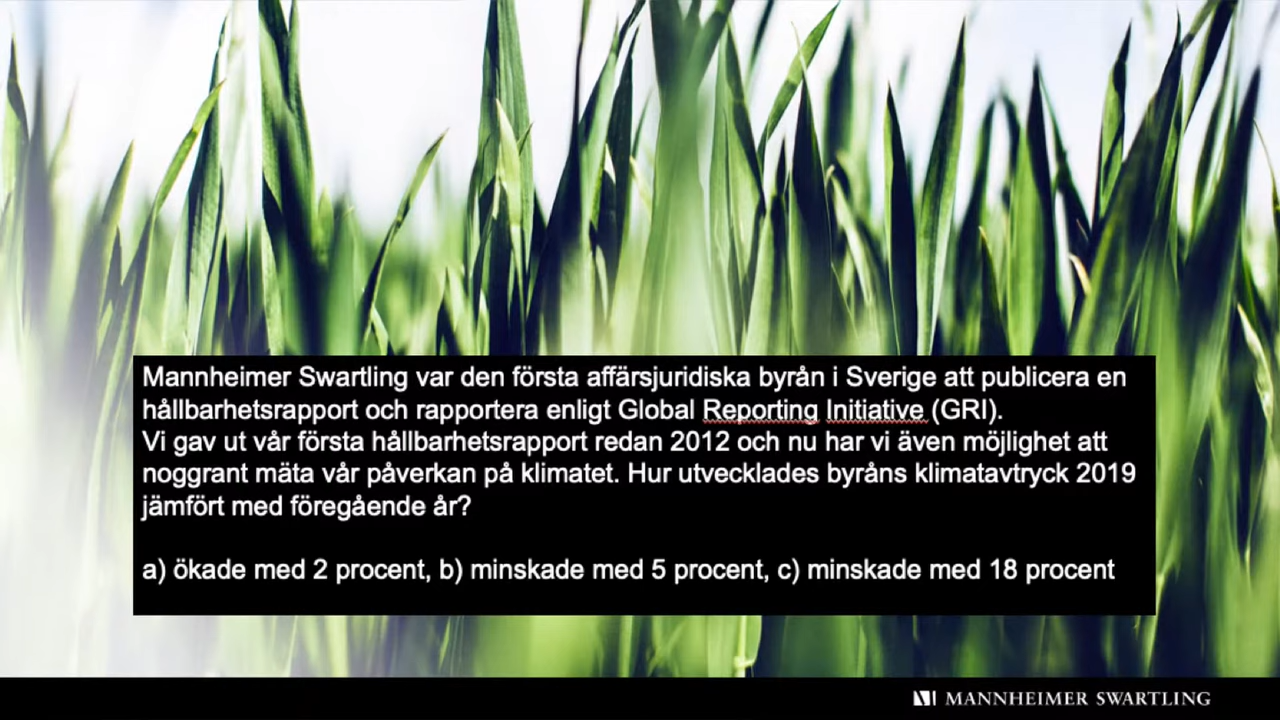 Mannheimer Swartling var den första affärsjuridiska byrån i Sverige att publicera en
hållbarhetsrapport och rapportera enligt Global Reporting Initiative (GRI).
Vi gav ut vår första hållbarhetsrapport redan 2012 och nu har vi även möjlighet att
noggrant mäta vår påverkan på klimatet. Hur utvecklades byråns klimatavtryck 2019
jämfört med föregående år?
a) ökade med 2 procent, b) minskade med 5 procent, c) minskade med 18 procent
MANNHEIMER SWARTLING